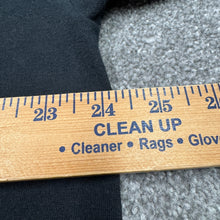 23 24 25 2
CLEAN UP
• Cleaner • Rags • Glov